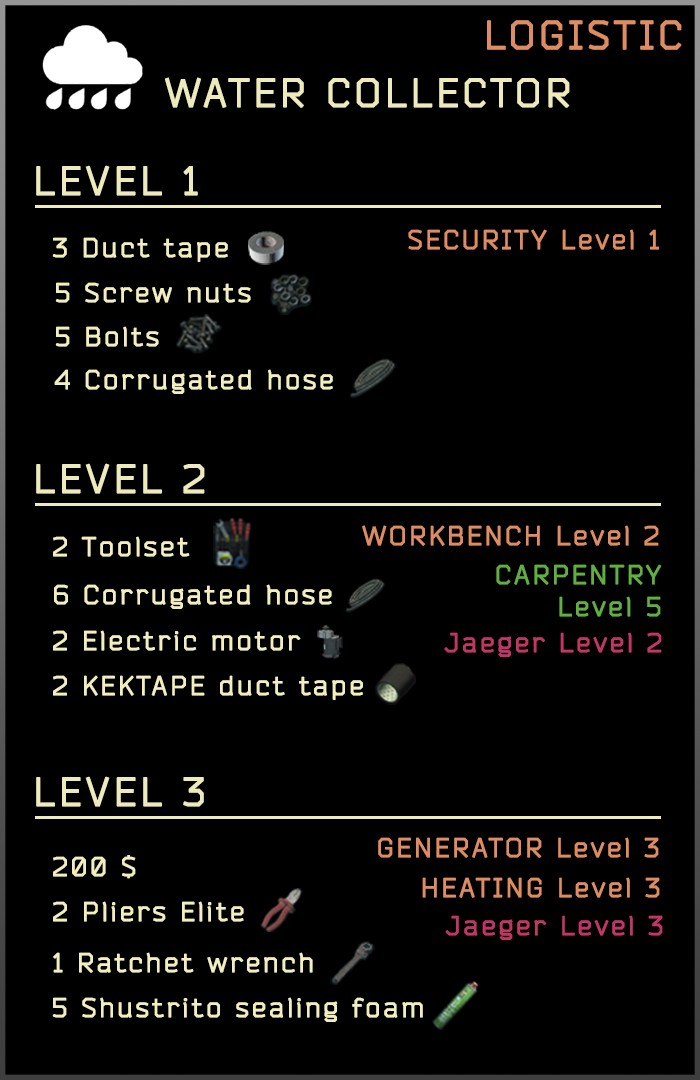 LOGISTIC
WATER COLLECTOR
LEVEL 1
3 Duct tape
SECURITY Level 1
5 Screw nuts
5 Bolts
4 Corrugated hose
LEVEL 2
2 Toolset
WORKBENCH Level 2
CARPENTRY
Level 5
6 Corrugated hose
2 Electric motor
Jaeger Level 2
2 KEKTAPE duct tape
LEVEL 3
200 $
GENERATOR Level 3
HEATING Level 3
2 Pliers Elite
Jaeger Level 3
1 Ratchet wrench
5 Shustrito sealing foam